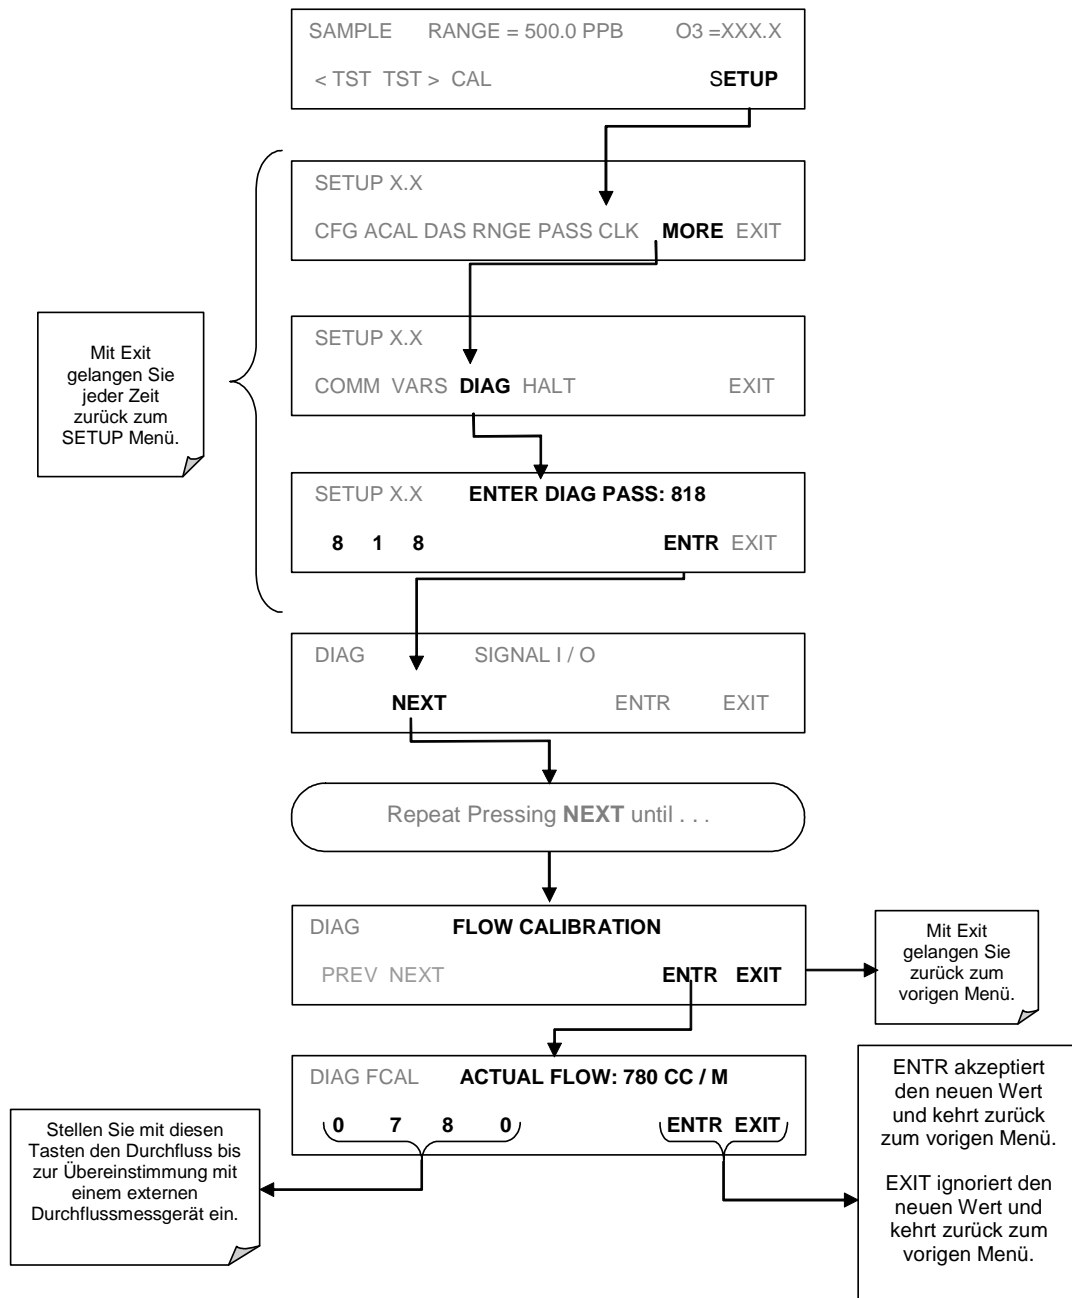 SAMPLE RANGE = 500.0 PPB O3 =XXX.X
< TST TST > CAL SETUP
SETUP X.X
CFG ACAL DAS RNGE PASS CLK MORE EXIT
SETUP X.X
COMM VARS DIAG HALT EXIT
Mit Exit
gelangen Sie
jeder Zeit
zurück zum
SETUP Menü.
SETUP X.X ENTER DIAG PASS: 818
8 1 8 ENTR EXIT
DIAG SIGNAL I / O
NEXT ENTR EXIT
Repeat Pressing NEXT until . . .
DIAG FLOW CALIBRATION
PREV NEXT ENTR EXIT
Mit Exit
gelangen Sie
zurück zum
vorigen Menü.
DIAG FCAL ACTUAL FLOW: 780 CC / M
0 7 8 0 ENTR EXIT
Stellen Sie mit diesen
Tasten den Durchfluss bis
zur Übereinstimmung mit
einem externen
Durchflussmessgerät ein.
ENTR akzeptiert
den neuen Wert
und kehrt zurück
zum vorigen Menü.
EXIT ignoriert den
neuen Wert und
kehrt zurück zum
vorigen Menü.